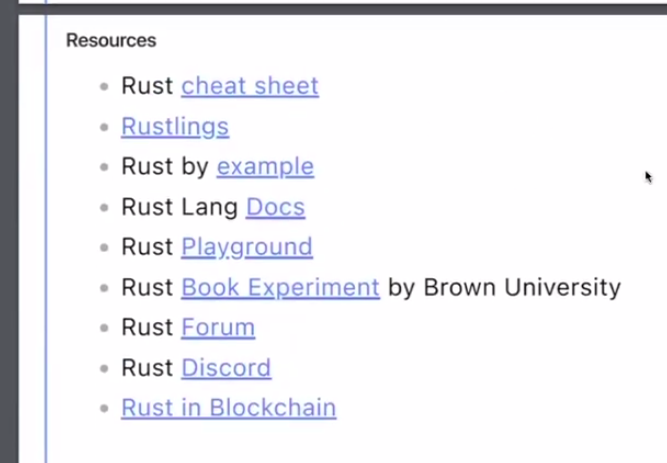 Resources
Rust cheat sheet
Rustlings
Rust by example
Rust Lang Docs
Rust Playground
Rust Book Experiment by Brown University
Rust Forum
Rust Discord
Rust in Blockchain